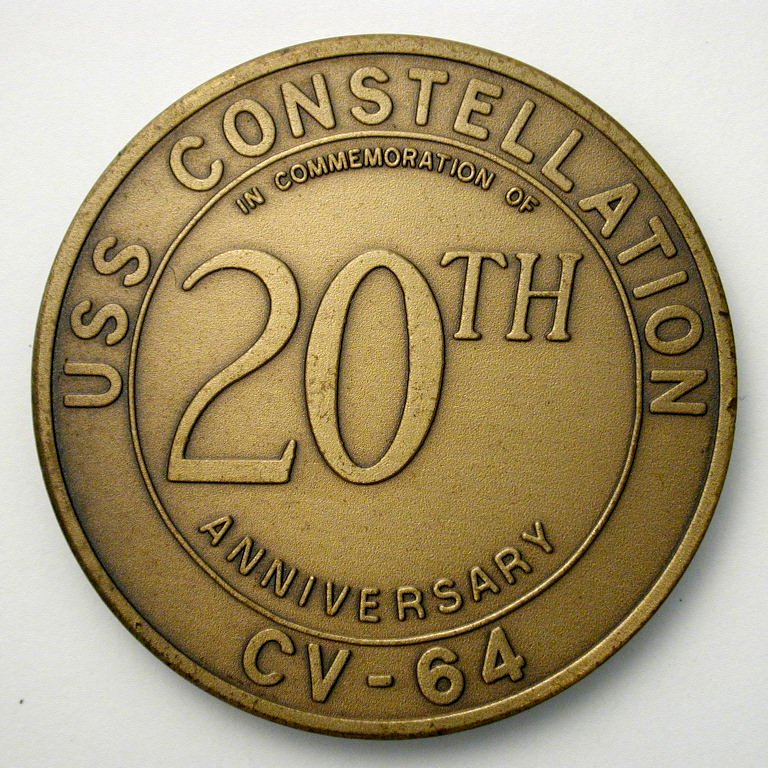 USS CONSTELLATION
IN COMMEMORATION OF
20TH
ANNIVERSARY
CV-64